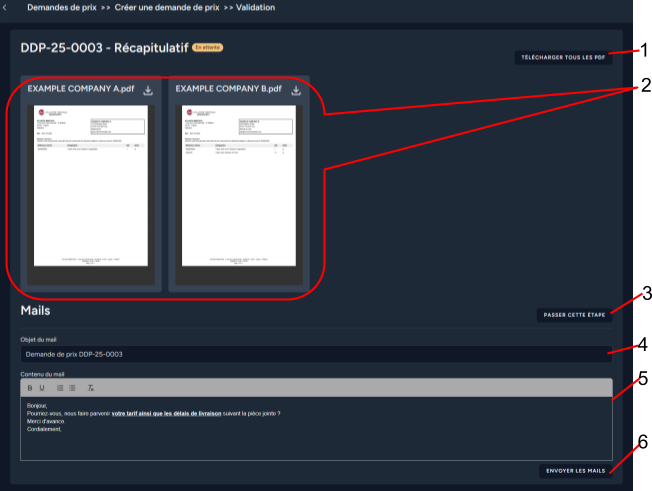 Demandes de prix >> Créer une demande de prix >> Validation
DDP-25-0003 - Récapitulatif En attente
1
TÉLÉCHARGER TOUS LES PDF
2
EXAMPLE COMPANY A.pdf
EXAMPLE COMPANY B.pdf
3
Mails
PASSER CETTE ÉTAPE
Objet du mail
4
Demande de prix DDP-25-0003
Contenu du mail
5
B U
Bonjour,
Pourriez-vous, nous faire parvenir votre tarif ainsi que les délais de livraison suivant la pièce jointe ?
Merci d'avance.
Cordialement,
6
ENVOYER LES MAILS